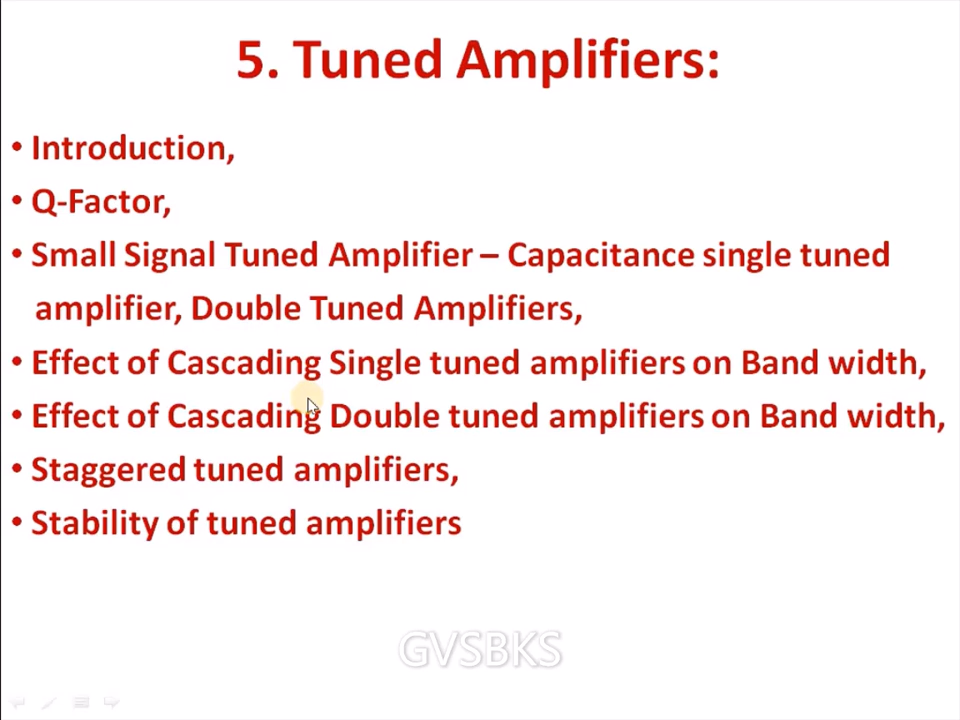 5. Tuned Amplifiers:
• Introduction,
• Q-Factor,
• Small Signal Tuned Amplifier – Capacitance single tuned
amplifier, Double Tuned Amplifiers,
• Effect of Cascading Single tuned amplifiers on Band width,
• Effect of Cascading Double tuned amplifiers on Band width,
• Staggered tuned amplifiers,
• Stability of tuned amplifiers
GVSBKS